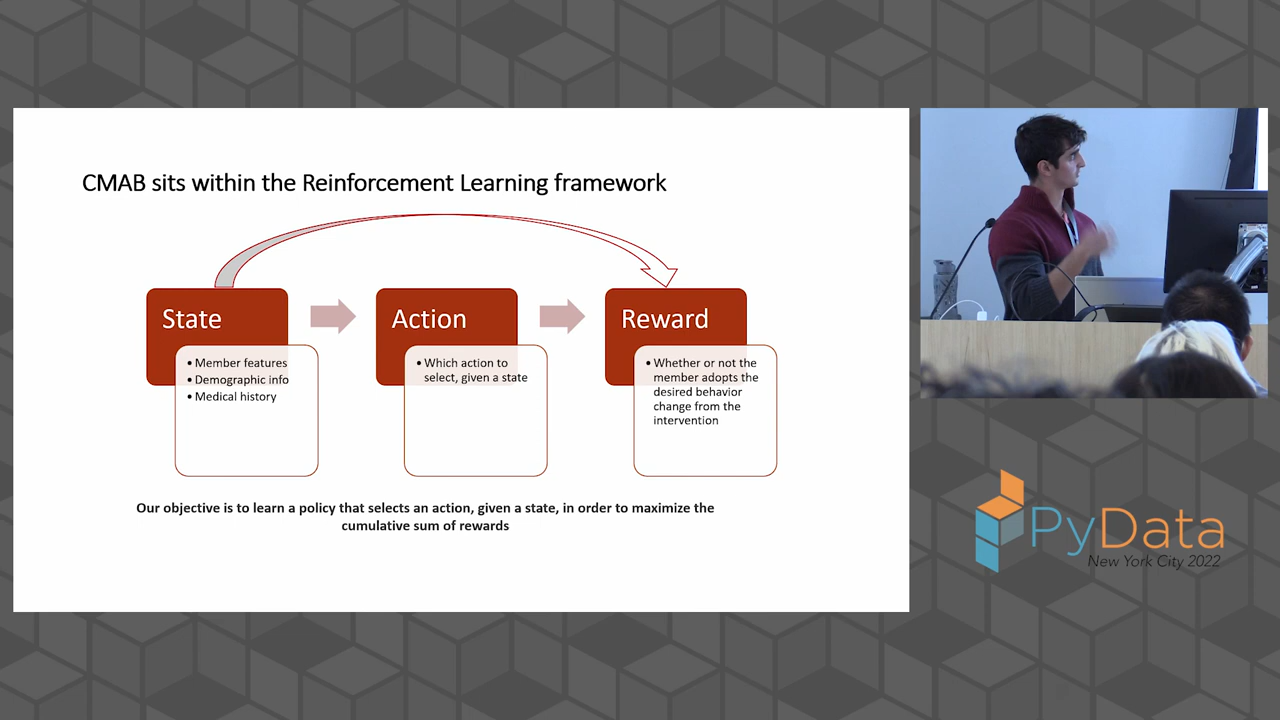 CMAB sits within the Reinforcement Learning framework
State
• Member features
• Demographic info
• Medical history
Action
• Which action to
select, given a state
Reward
• Whether or not the
member adopts the
desired behavior
change from the
intervention
Our objective is to learn a policy that selects an action, given a state, in order to maximize the
cumulative sum of rewards
PyData
New York City 2022